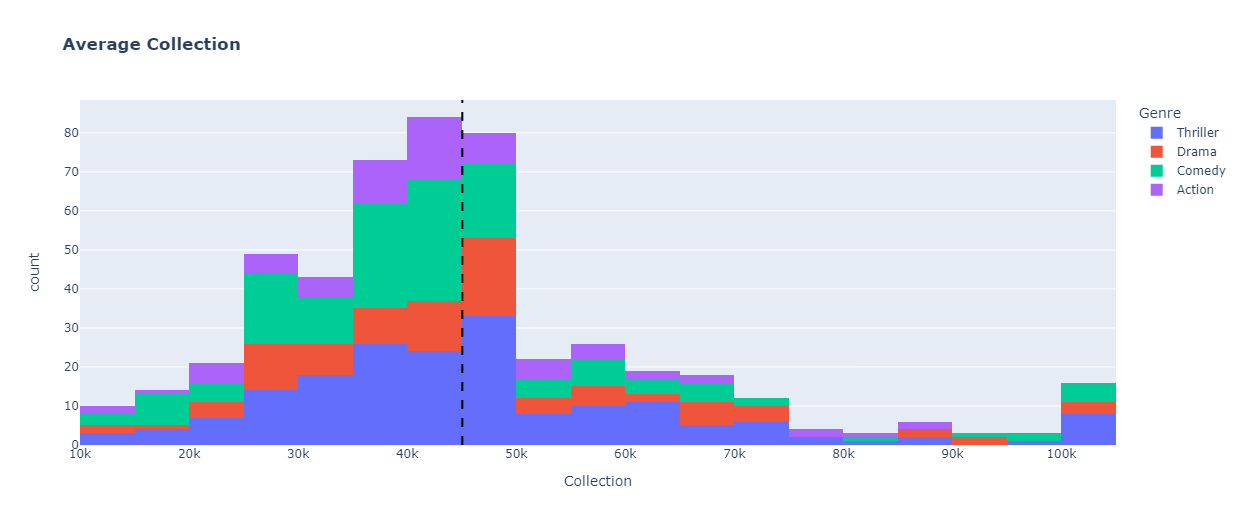 Average Collection
Genre
Thriller
Drama
Comedy
Action
count
80
70
60
50
40
30
20
10
0
10k 20k 30k 40k 50k 60k 70k 80k 90k 100k
Collection